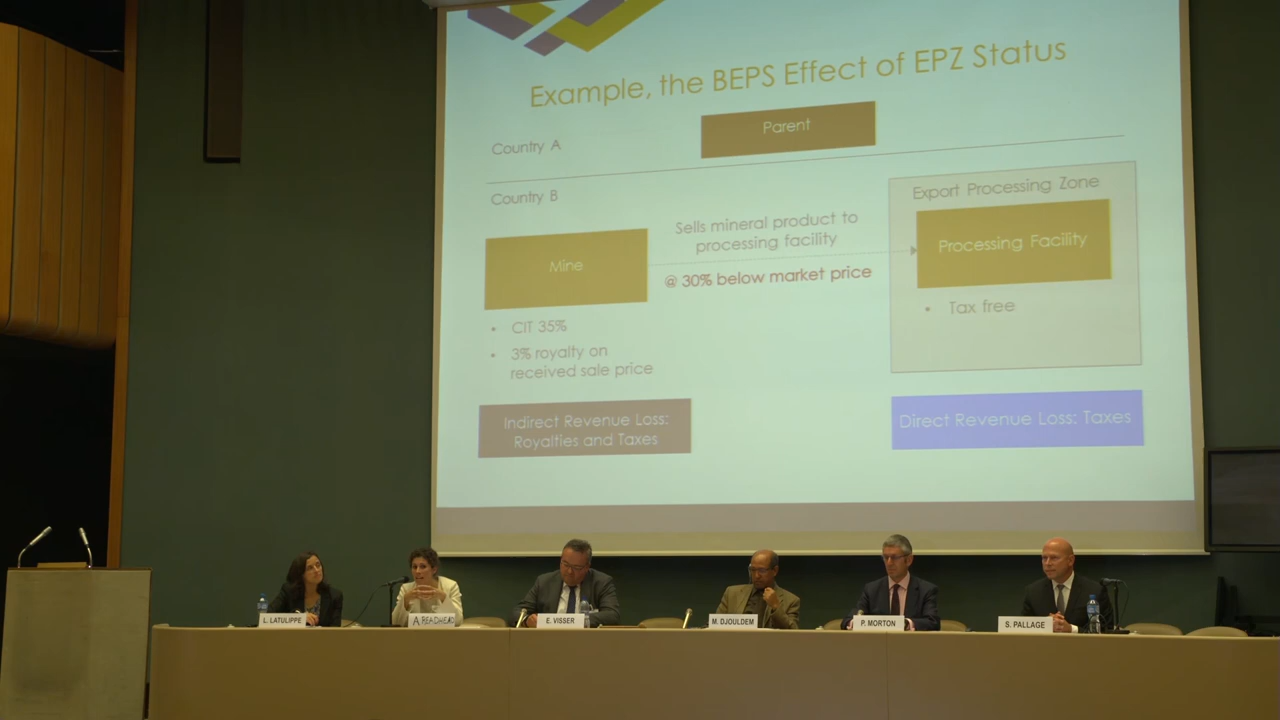 Example, the BEPS Effect of EPZ Status
Parent
Country A
Country B
Export Processing Zone
Sells mineral product to
processing facility
Processing Facility
Mine
@ 30% below market price
• Tax free
• CIT 35%
• 3% royalty on
received sale price
Indirect Revenue Loss:
Royalties and Taxes
Direct Revenue Loss: Taxes
L. LATULIPPE
A. READHEAD
E. VISSER
M. DJOULDEM
P. MORTON
S. PALLAGE